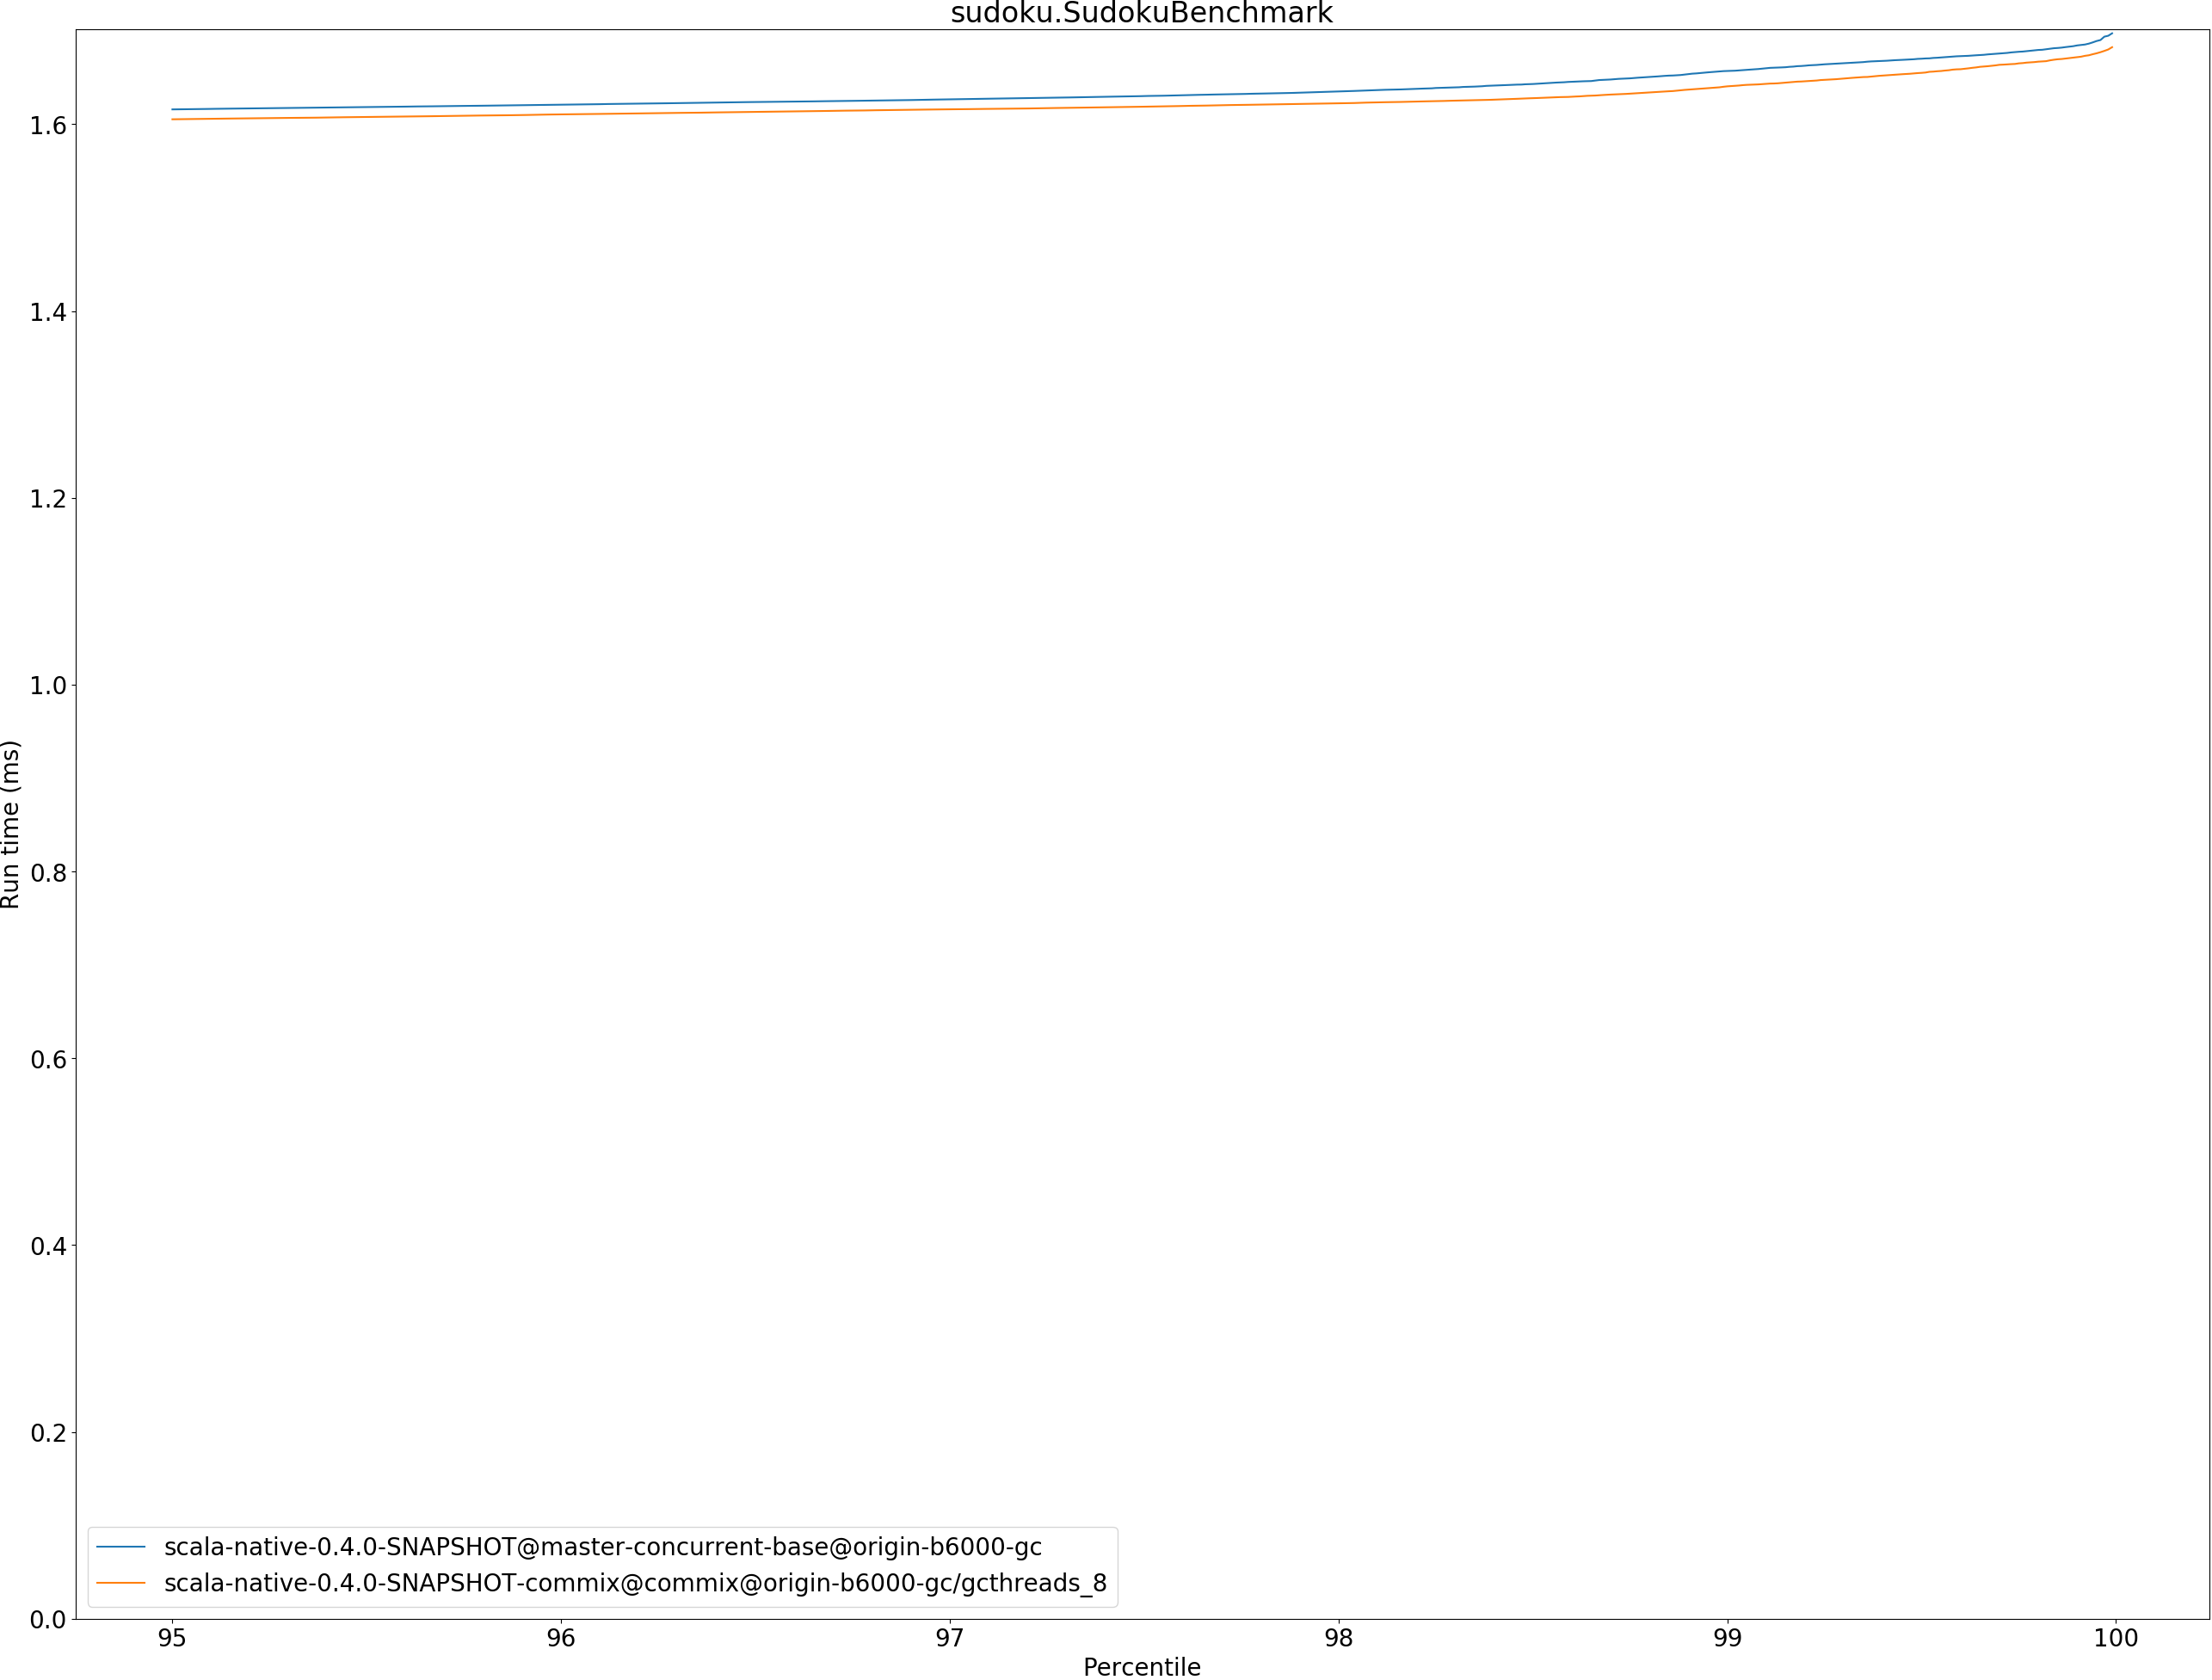 sudoku.SudokuBenchmark
Run time (ms)
1.6
1.4
1.2
1.0
0.8
0.6
0.4
0.2
0.0
scala-native-0.4.0-SNAPSHOT@master-concurrent-base@origin-b6000-gc
scala-native-0.4.0-SNAPSHOT-commix@commix@origin-b6000-gc/gcthreads_8
95 96 97 98 99 100
Percentile